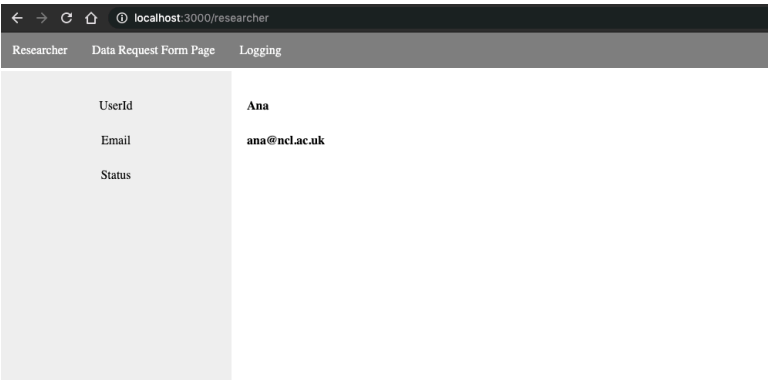 localhost:3000/researcher
Researcher Data Request Form Page Logging
UserId Ana
Email ana@ncl.ac.uk
Status